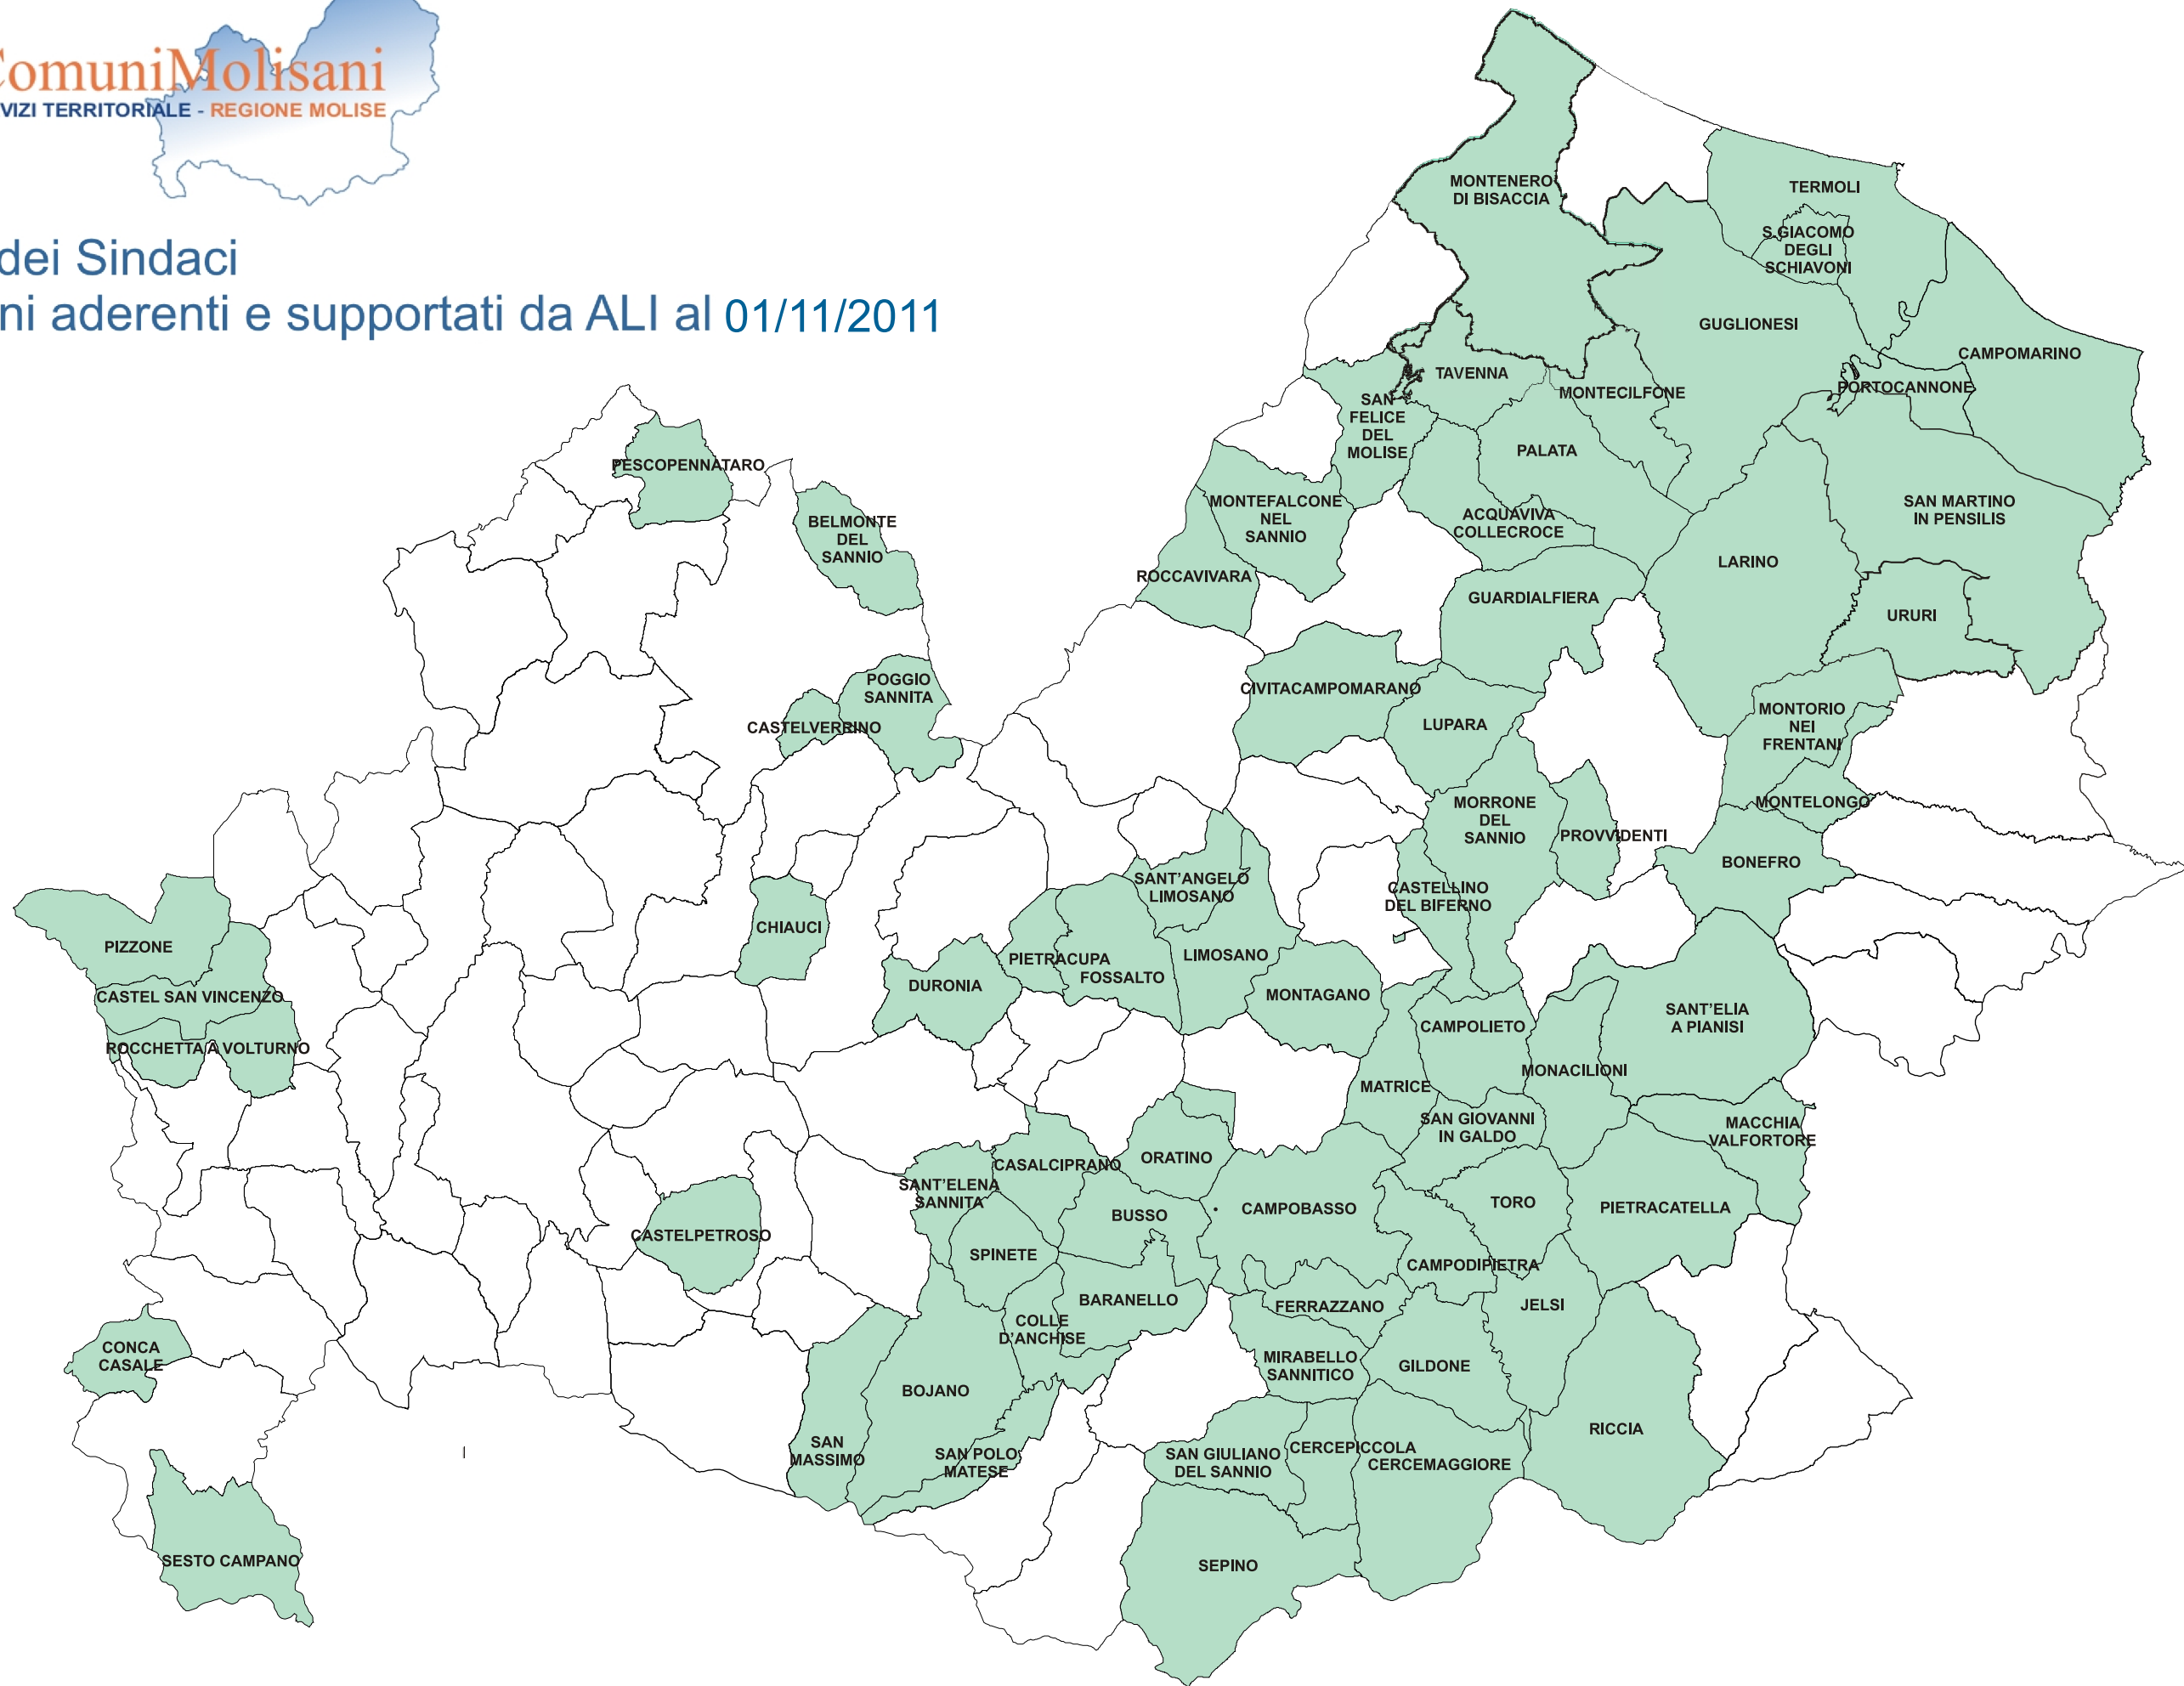 ComuniMolisani
VIZI TERRITORIALE - REGIONE MOLISE
dei Sindaci
ni aderenti e supportati da ALI al 01/11/2011
MONTENERO
DI BISACCIA
TERMOLI
S.GIACOMO
DEGLI
SCHIAVONI
GUGLIONESI
CAMPOMARINO
TAVENNA
MONTECILFONE
PORTOCANNONE
SAN
FELICE
DEL
MOLISE
PALATA
PESCOPENNATARO
MONTEFALCONE
NEL
SANNIO
ACQUAVIVA
COLLECROCE
SAN MARTINO
IN PENSILIS
BELMONTE
DEL
SANNIO
LARINO
ROCCAVIVARA
GUARDIALFIERA
URURI
POGGIO
SANNITA
CIVITACAMPOMARANO
CASTELVERRINO
LUPARA
MONTORIO
NEI
FRENTANI
MORRONE
DEL
SANNIO
MONTELONGO
PROVVIDENTI
BONEFRO
SANT'ANGELO
LIMOSANO
CASTELLINO
DEL BIFERNO
CHIAUCI
PIZZONE
PIETRACUPA
FOSSALTO
LIMOSANO
DURONIA
MONTAGANO
CASTEL SAN VINCENZO
SANT'ELIA
A PIANISI
CAMPOLIETO
ROCCHETTA A VOLTURNO
MONACILIONI
MATRICE
SAN GIOVANNI
IN GALDO
MACCHIA
VALFORTORE
CASALCIPRANO
ORATINO
SANT'ELENA
SANNITA
TORO
PIETRACATELLA
CAMPOBASSO
BUSSO
CASTELPETROSO
SPINETE
CAMPODIPIETRA
BARANELLO
FERRAZZANO
JELSI
COLLE
D'ANCHISE
CONCA
CASALE
MIRABELLO
SANNITICO
GILDONE
BOJANO
RICCIA
SAN
MASSIMO
SAN POLO
MATESE
SAN GIULIANO
DEL SANNIO
CERCEPICCOLA
CERCEMAGGIORE
SESTO CAMPANO
SEPINO